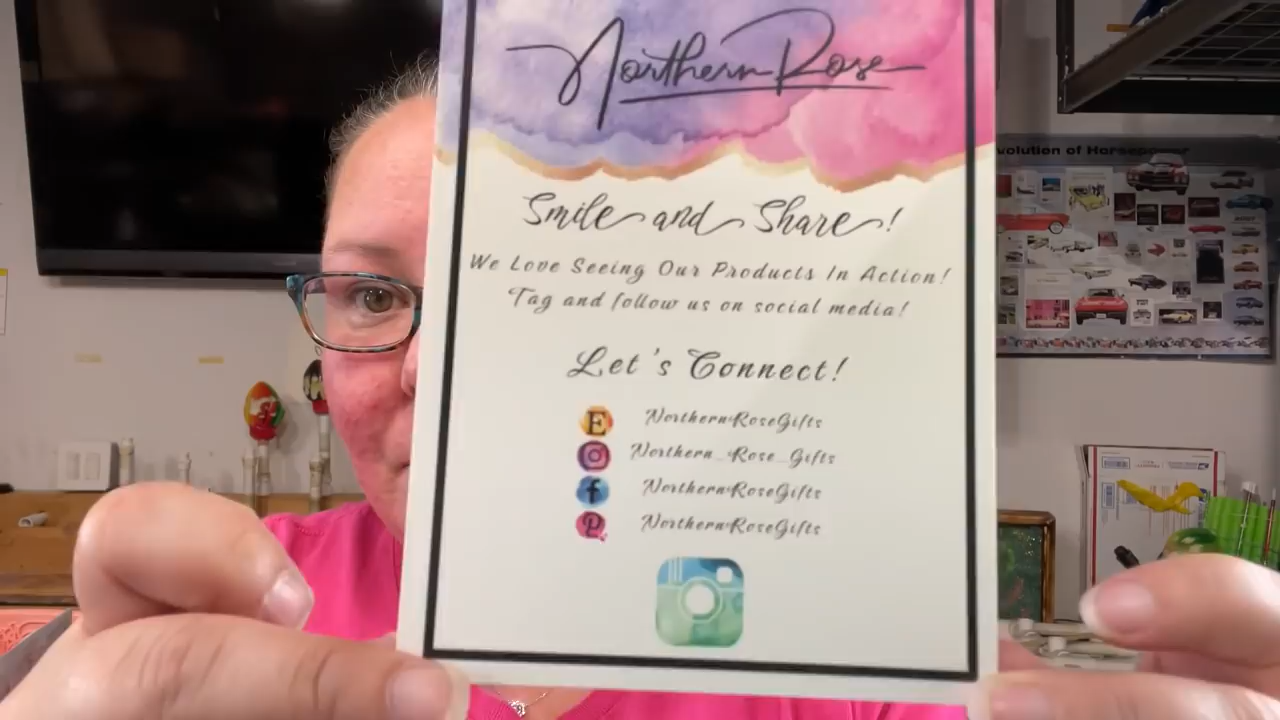 Northern Rose
Smile and Share!
We Love Seeing Our Products In Action!
Tag and follow us on social media!
Let's Connect!
E NorthernRoseGifts
Northern_Rose_Gifts
f NorthernRoseGifts
P NorthernRoseGifts
volution of Horsepower